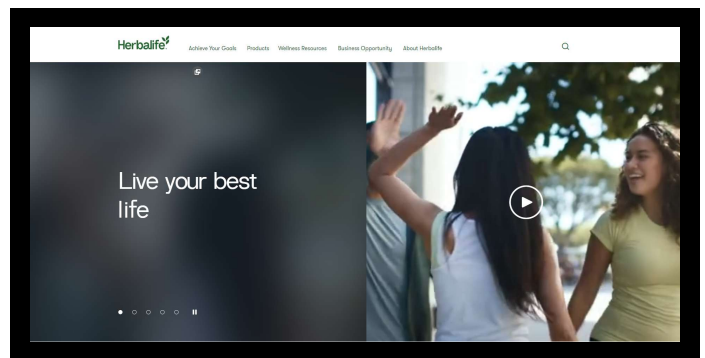 Herbalife
Achieve Your Goals Products Wellness Resources Business Opportunity About Herbalife
Live your best
life